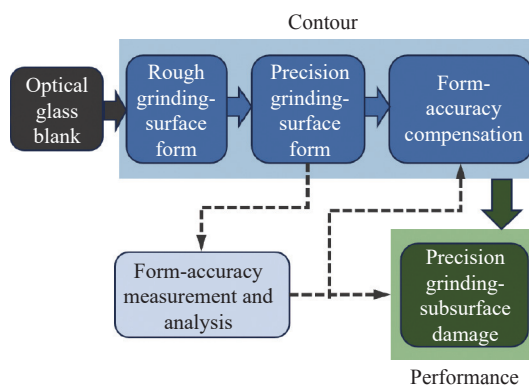 Contour
Optical
glass
blank
Rough
grinding-
surface
form
Precision
grinding-
surface
form
Form-
accuracy
compensation
Form-accuracy
measurement and
analysis
Precision
grinding-
subsurface
damage
Performance